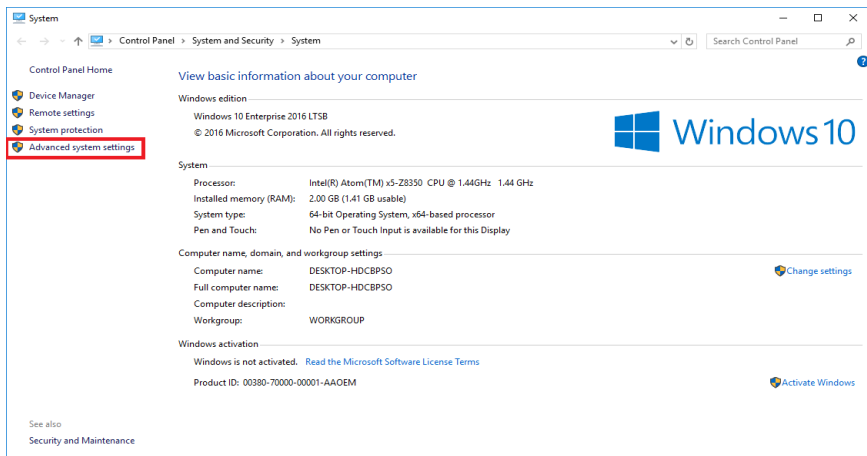 System
Control Panel > System and Security > System
Search Control Panel
?
Control Panel Home
Device Manager
Remote settings
System protection
Advanced system settings
View basic information about your computer
Windows edition
Windows 10 Enterprise 2016 LTSB
© 2016 Microsoft Corporation. All rights reserved.
Windows 10
System
Processor: Intel(R) Atom(TM) x5-Z8350 CPU @ 1.44GHz 1.44 GHz
Installed memory (RAM): 2.00 GB (1.41 GB usable)
System type: 64-bit Operating System, x64-based processor
Pen and Touch: No Pen or Touch Input is available for this Display
Computer name, domain, and workgroup settings
Computer name: DESKTOP-HDCBPSO
Change settings
Full computer name: DESKTOP-HDCBPSO
Computer description:
Workgroup: WORKGROUP
Windows activation
Windows is not activated. Read the Microsoft Software License Terms
Product ID: 00380-70000-00001-AAOEM
Activate Windows
See also
Security and Maintenance